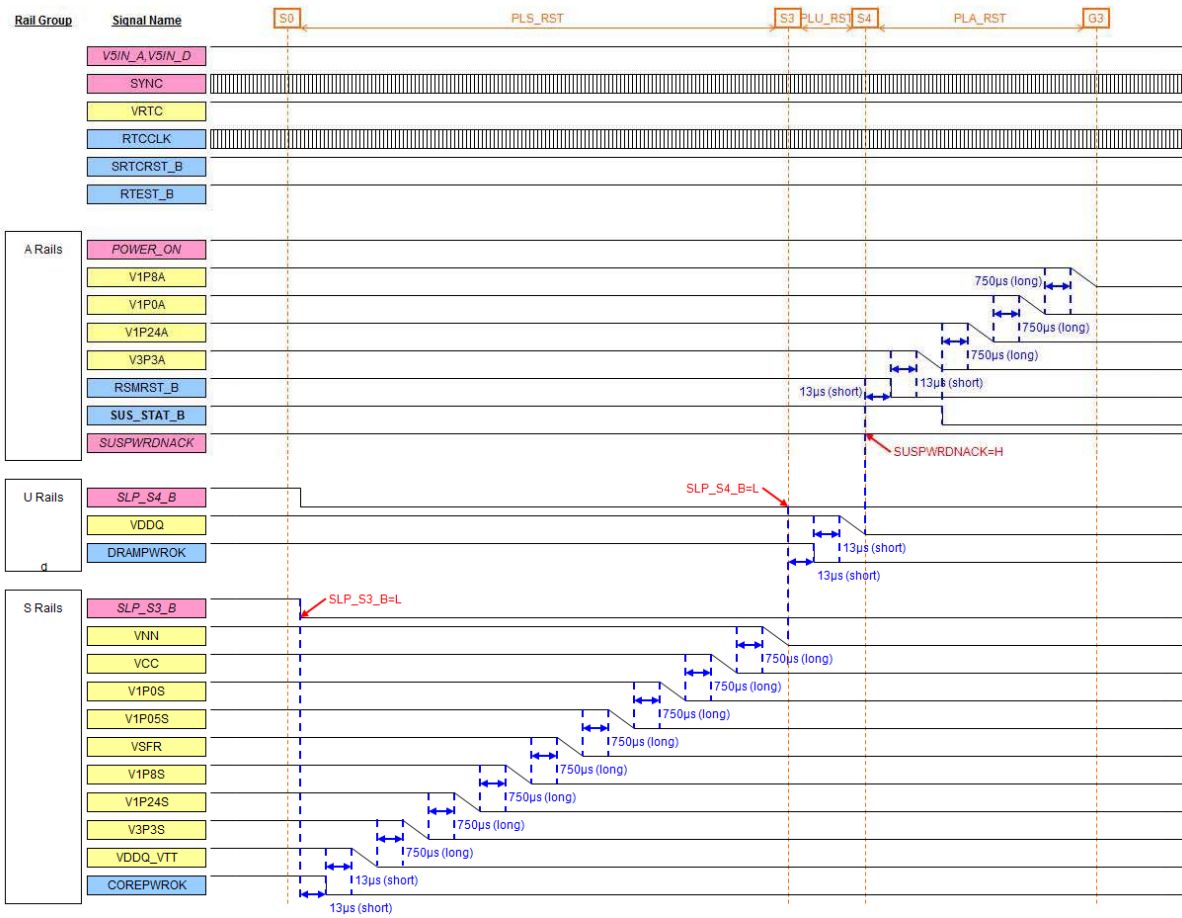 Rail Group Signal Name S0 PLS_RST S3 PLU_RST S4 PLA_RST G3
V5IN_A,V5IN_D
SYNC
VRTC
RTCCLK
SRTCRST_B
RTEST_B
A Rails POWER_ON
V1P8A 750µs (long)
V1P0A 750µs (long)
V1P24A 750µs (long)
V3P3A 13µs (short)
RSMRST_B 13µs (short)
SUS_STAT_B
SUSPWRDNACK SUSPWRDNACK=H
U Rails SLP_S4_B SLP_S4_B=L
VDDQ 13µs (short)
DRAMPWROK 13µs (short)
d
S Rails SLP_S3_B SLP_S3_B=L
VNN 750µs (long)
VCC 750µs (long)
V1P0S 750µs (long)
V1P05S 750µs (long)
VSFR 750µs (long)
V1P8S 750µs (long)
V1P24S 750µs (long)
V3P3S 750µs (long)
VDDQ_VTT 13µs (short)
COREPWROK 13µs (short)